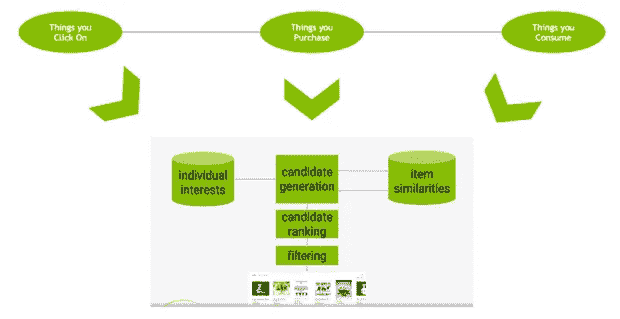 Things you
Click On
Things you
Purchase
Things you
Consume
individual
interests
candidate
generation
item
similarities
candidate
ranking
filtering